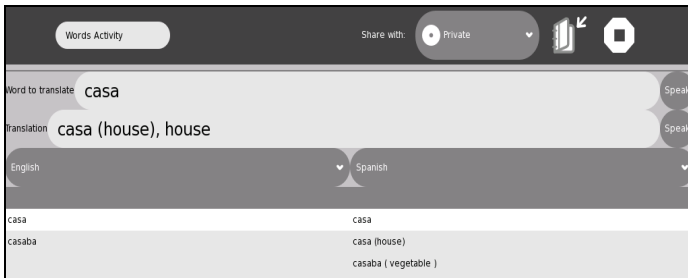 Words Activity
Share with:
Private
Word to translate
casa
Speak
Translation
casa (house), house
Speak
English
Spanish
casa
casa
casaba
casa (house)
casaba ( vegetable )